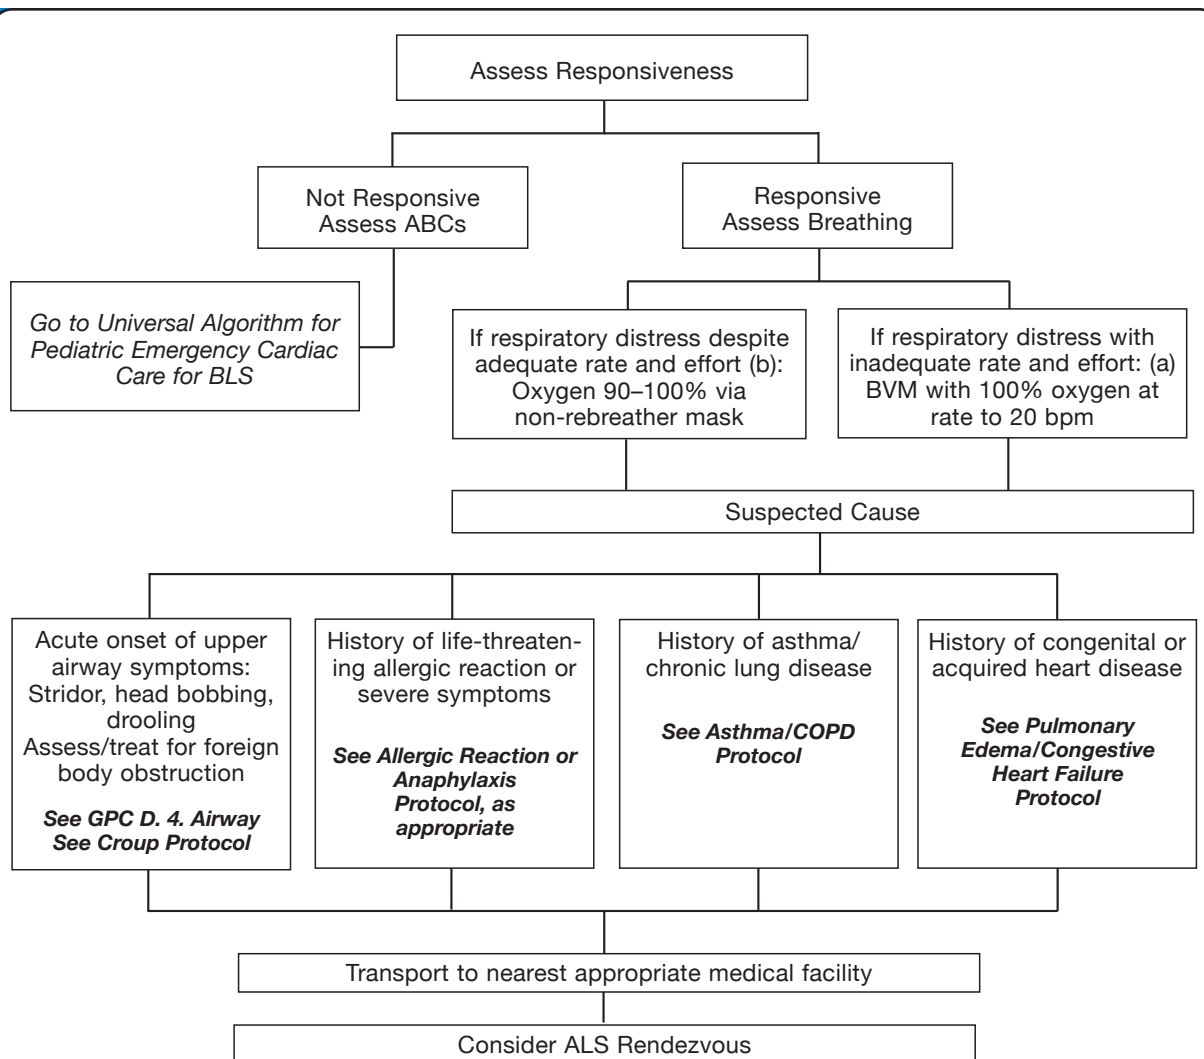 Assess Responsiveness
Not Responsive
Assess ABCs
Responsive
Assess Breathing
Go to Universal Algorithm for
Pediatric Emergency Cardiac
Care for BLS
If respiratory distress despite
adequate rate and effort (b):
Oxygen 90–100% via
non-rebreather mask
If respiratory distress with
inadequate rate and effort: (a)
BVM with 100% oxygen at
rate to 20 bpm
Suspected Cause
Acute onset of upper
airway symptoms:
Stridor, head bobbing,
drooling
Assess/treat for foreign
body obstruction
See GPC D. 4. Airway
See Croup Protocol
History of life-threaten-
ing allergic reaction or
severe symptoms
See Allergic Reaction or
Anaphylaxis
Protocol, as
appropriate
History of asthma/
chronic lung disease
See Asthma/COPD
Protocol
History of congenital or
acquired heart disease
See Pulmonary
Edema/Congestive
Heart Failure
Protocol
Transport to nearest appropriate medical facility
Consider ALS Rendezvous